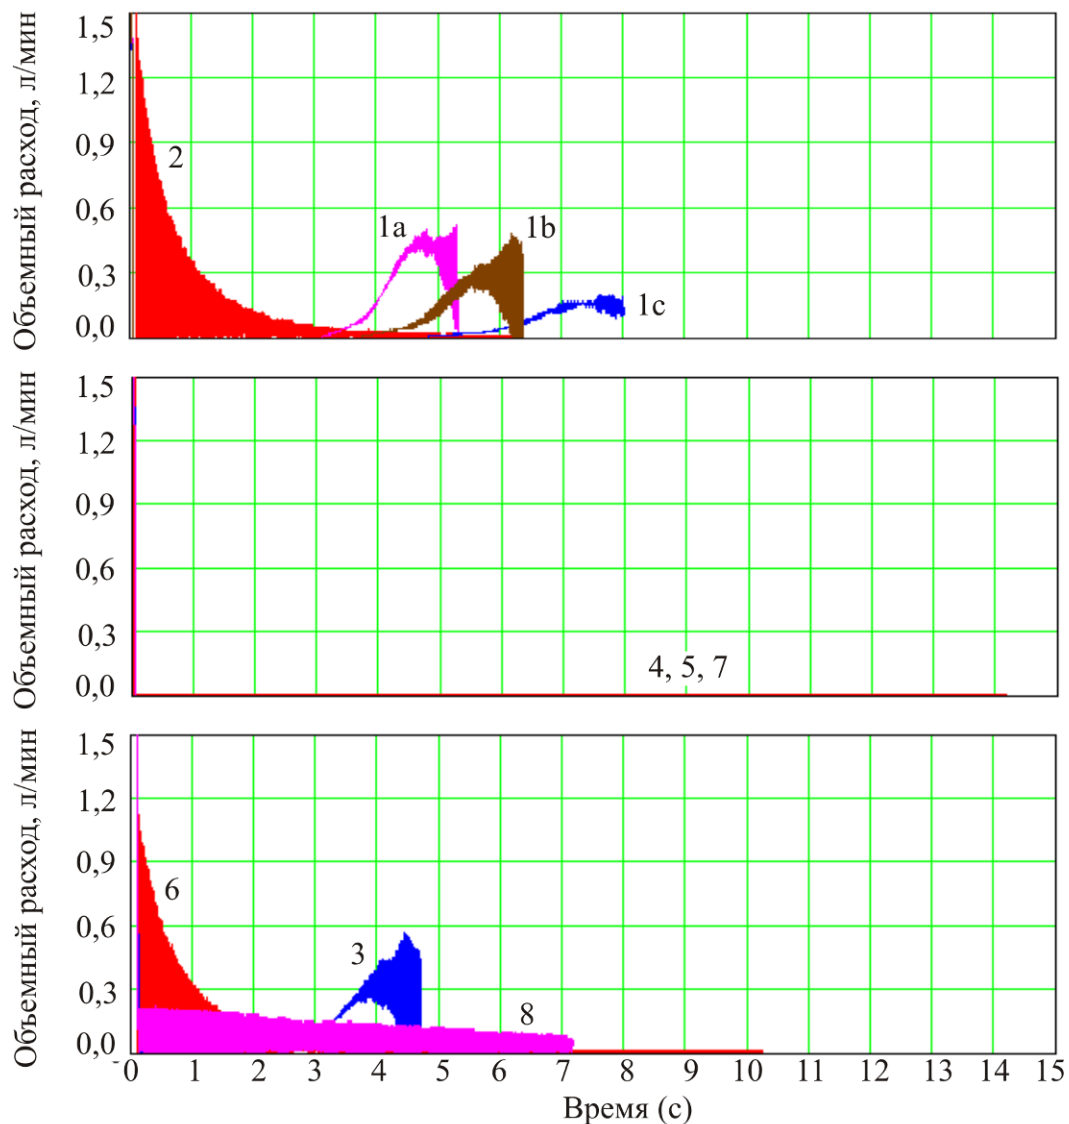 Объемный расход, л/мин
1,5
1,2
0,9
0,6
0,3
0,0
2
1a
1b
1c
Объемный расход, л/мин
1,5
1,2
0,9
0,6
0,3
0,0
4, 5, 7
Объемный расход, л/мин
1,5
1,2
0,9
0,6
0,3
0,0
6
3
8
0 1 2 3 4 5 6 7 8 9 10 11 12 13 14 15
Время (с)